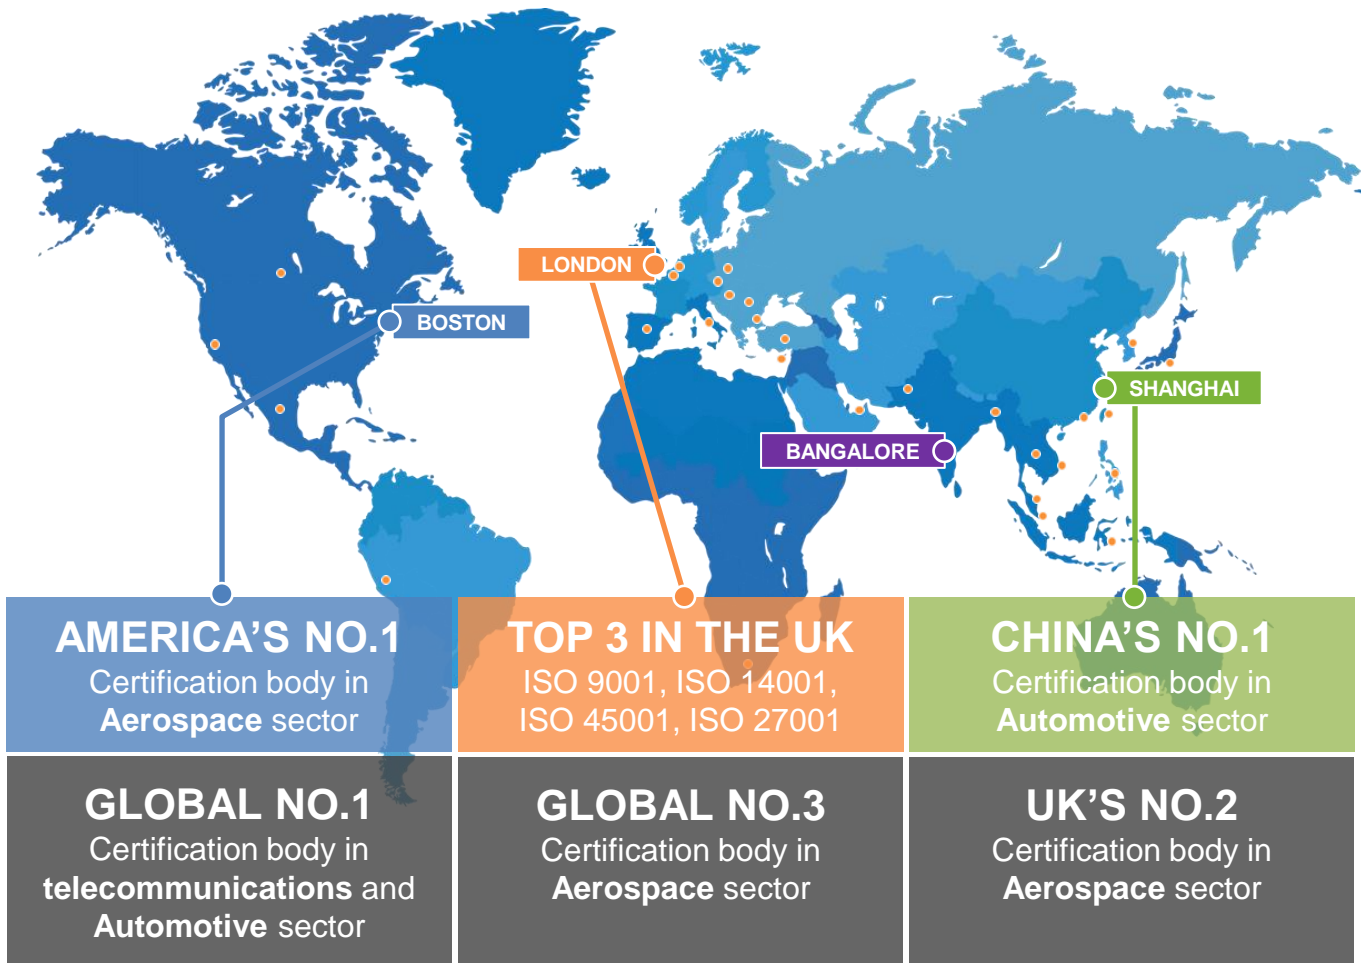 LONDON
BOSTON
SHANGHAI
BANGALORE
AMERICA’S NO.1
Certification body in
Aerospace sector
TOP 3 IN THE UK
ISO 9001, ISO 14001,
ISO 45001, ISO 27001
CHINA’S NO.1
Certification body in
Automotive sector
GLOBAL NO.1
Certification body in
telecommunications and
Automotive sector
GLOBAL NO.3
Certification body in
Aerospace sector
UK’S NO.2
Certification body in
Aerospace sector